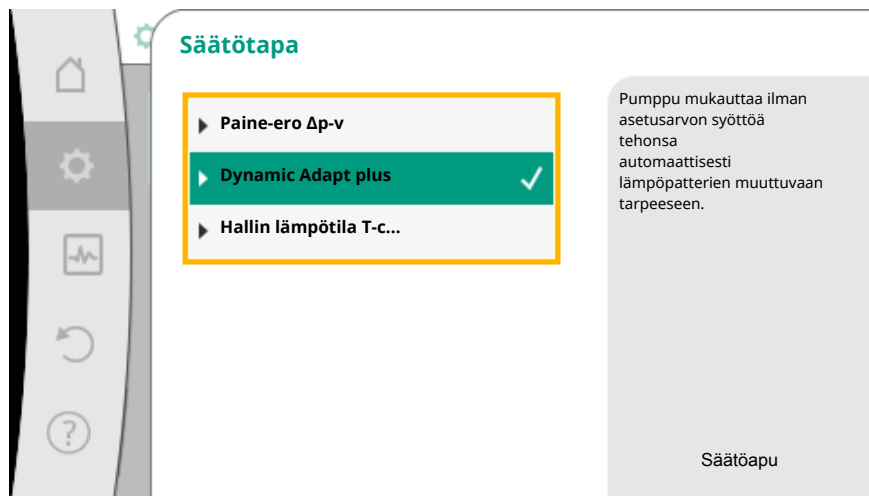 Säätötapa
Paine-ero Δp-v
Dynamic Adapt plus
Hallin lämpötila T-c...
Pumppu mukauttaa ilman
asetusarvon syöttöä
tehonsa
automaattisesti
lämpöpatterien muuttuvaan
tarpeeseen.
Säätöapu